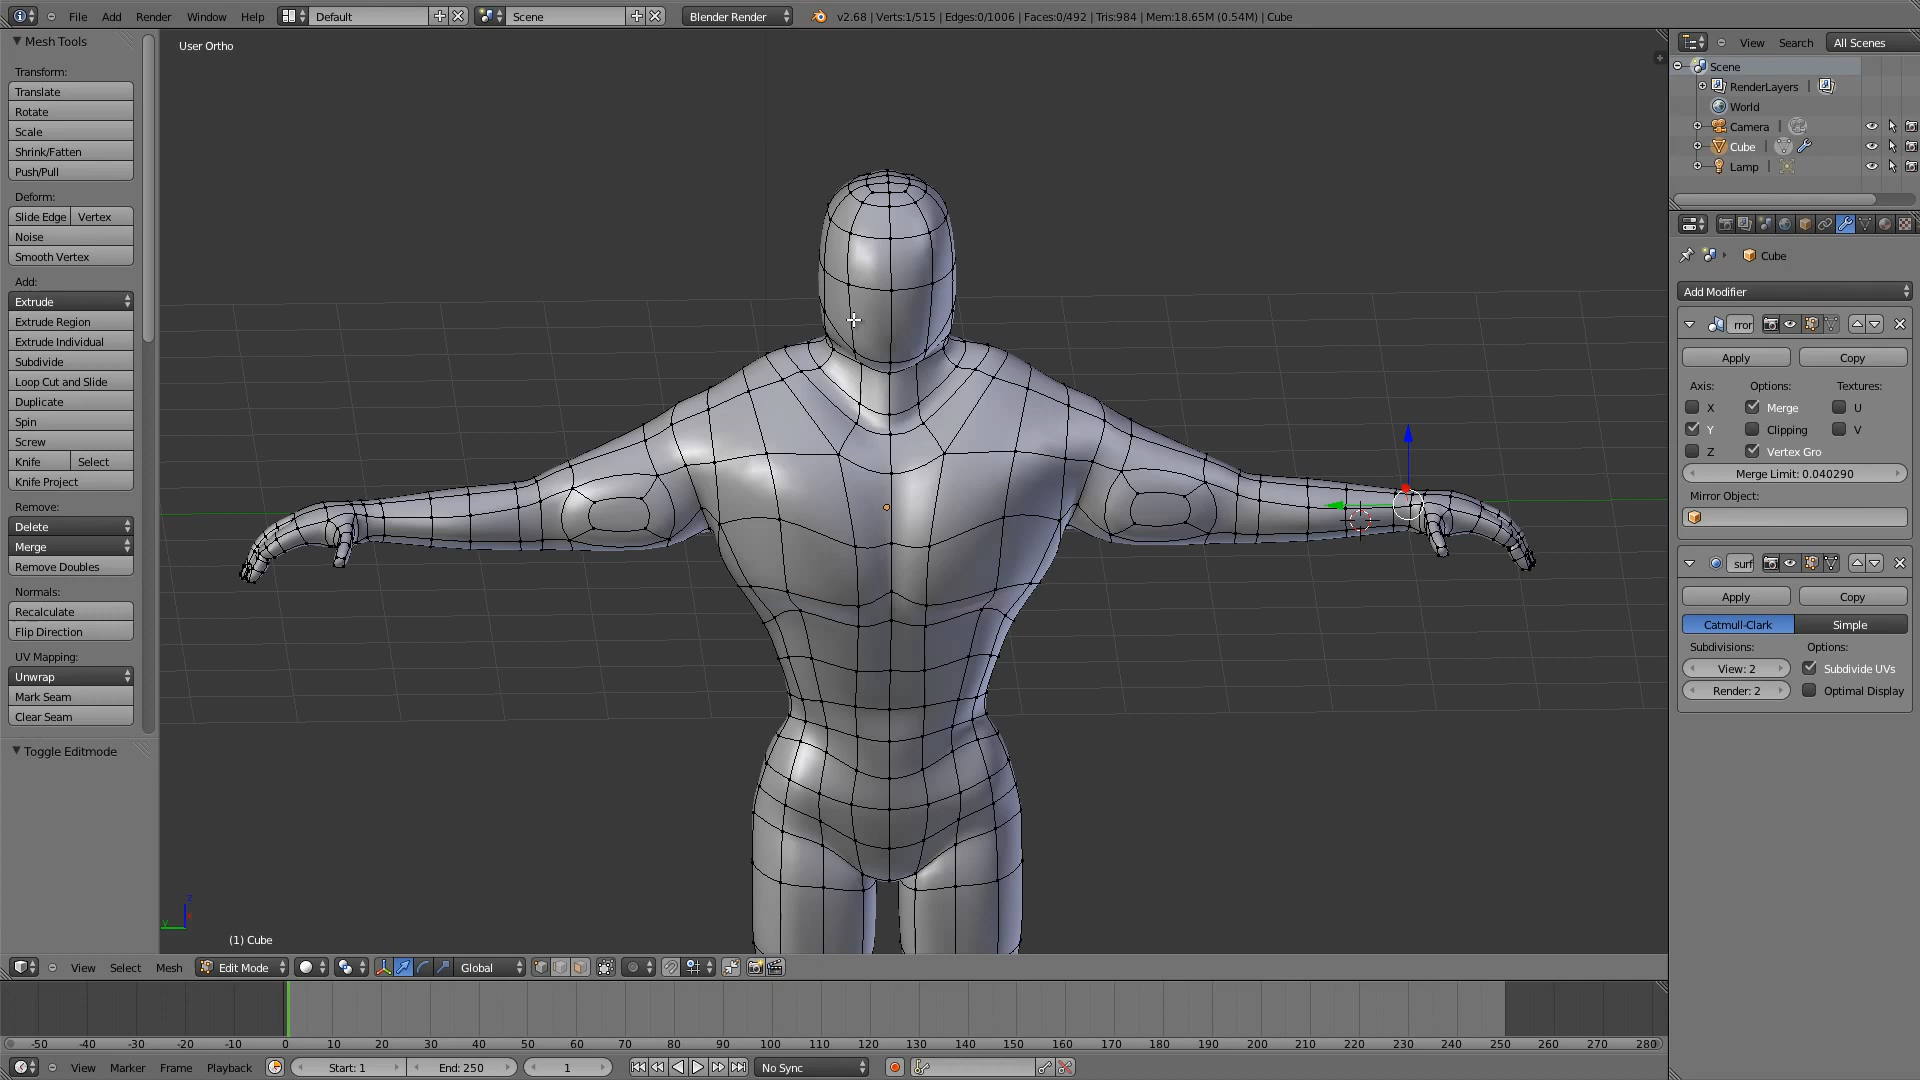 File Add Render Window Help Default Scene Blender Render v2.68 | Verts:1/515 | Edges:0/1006 | Faces:0/492 | Tris:984 | Mem:18.65M (0.54M) | Cube
Mesh Tools
Transform:
Translate
Rotate
Scale
Shrink/Fatten
Push/Pull
Deform:
Slide Edge Vertex
Noise
Smooth Vertex
Add:
Extrude
Extrude Region
Extrude Individual
Subdivide
Loop Cut and Slide
Duplicate
Spin
Screw
Knife Select
Knife Project
Remove:
Delete
Merge
Remove Doubles
Normals:
Recalculate
Flip Direction
UV Mapping:
Unwrap
Mark Seam
Clear Seam
Toggle Editmode
User Ortho
z
y
(1) Cube
View Select Mesh Edit Mode Global
-50 -40 -30 -20 -10 0 10 20 30 40 50 60 70 80 90 100 110 120 130 140 150 160 170 180 190 200 210 220 230 240 250 260 270 280
View Marker Frame Playback Start: 1 End: 250 1 No Sync
View Search All Scenes
Scene
RenderLayers |
World
Camera |
Cube |
Lamp |
Cube
Add Modifier
rror
Apply Copy
Axis: Options: Textures:
X Merge U
Y Clipping V
Z Vertex Gro
Merge Limit: 0.040290
Mirror Object:
surf
Apply Copy
Catmull-Clark Simple
Subdivisions: Options:
View: 2 Subdivide UVs
Render: 2 Optimal Display